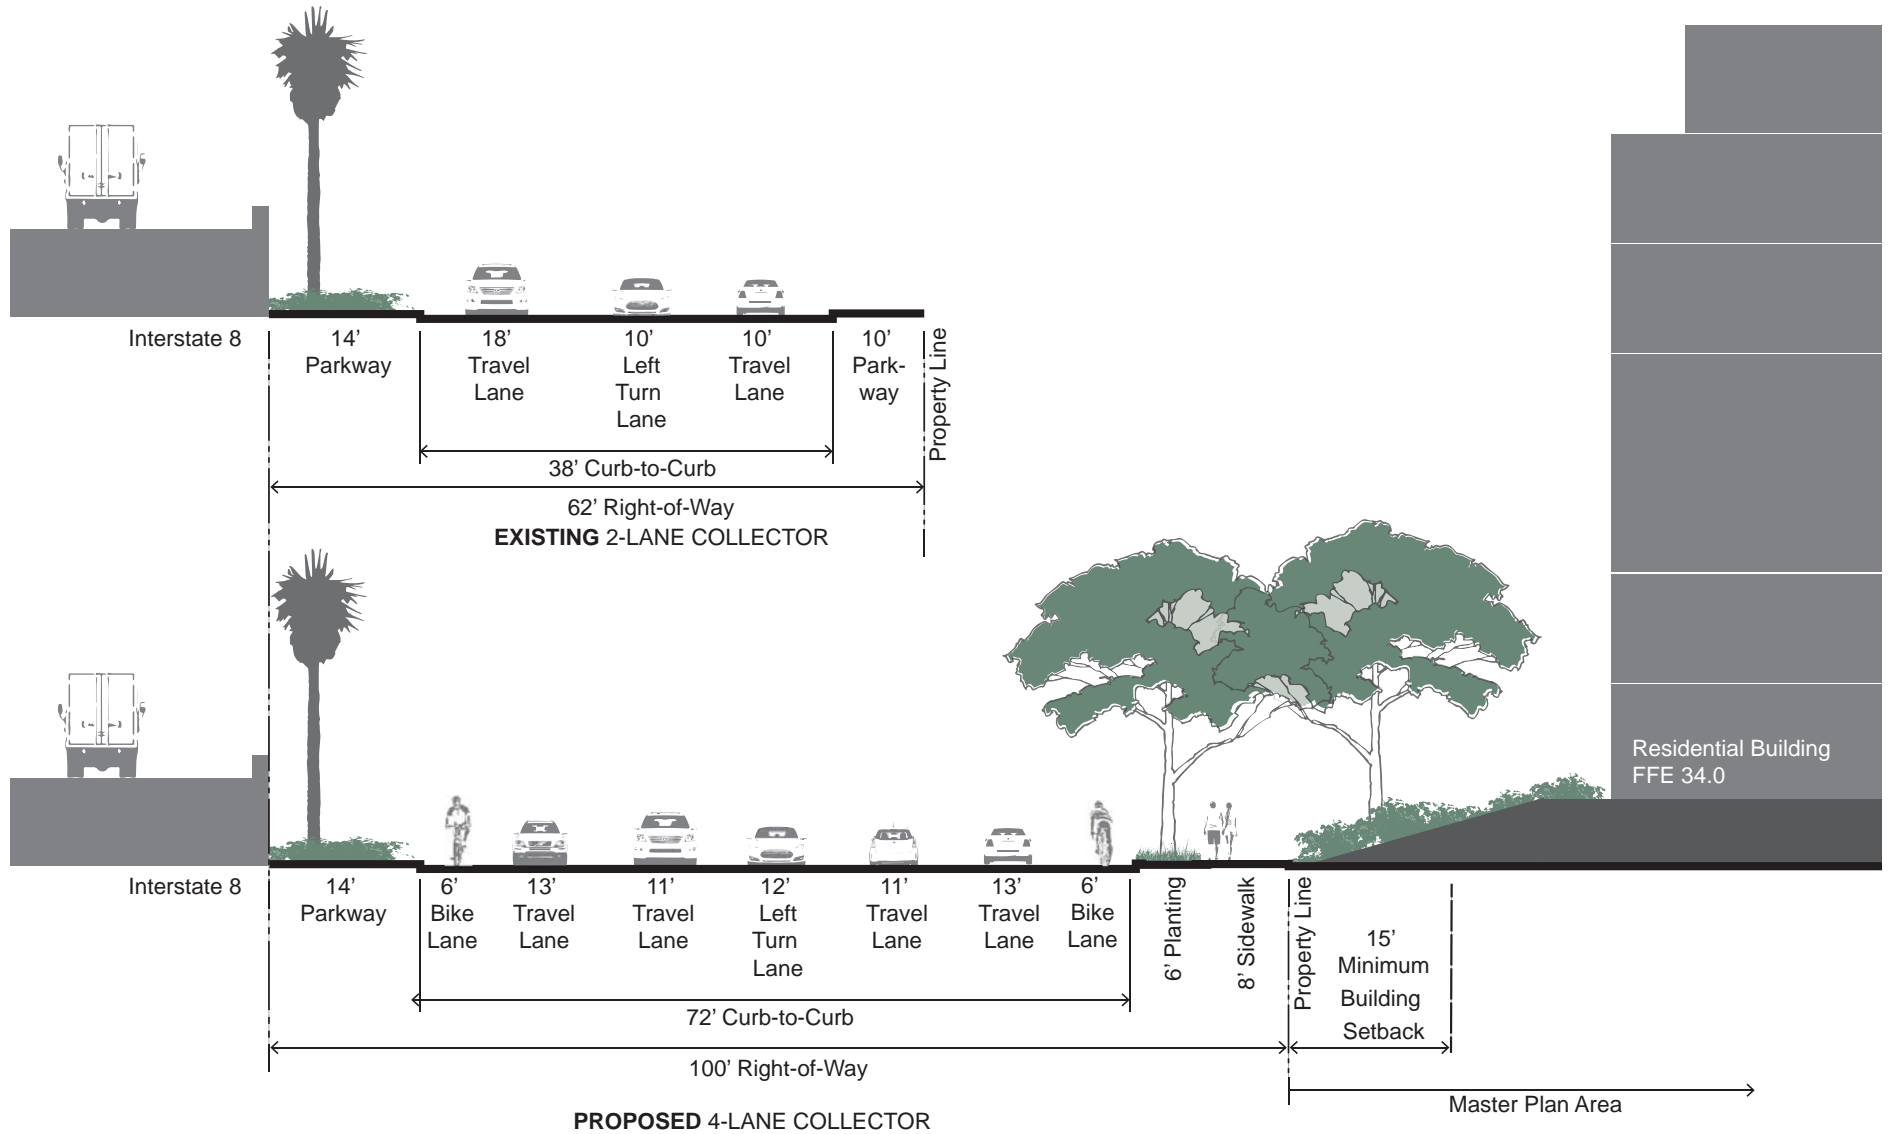 Interstate 8
14’
Parkway
18’
Travel
Lane
10’
Left
Turn
Lane
10’
Travel
Lane
10’
Park-
way
Property Line
38’ Curb-to-Curb
62’ Right-of-Way
EXISTING 2-LANE COLLECTOR
Residential Building
FFE 34.0
Interstate 8
14’
Parkway
6’
Bike
Lane
13’
Travel
Lane
11’
Travel
Lane
12’
Left
Turn
Lane
11’
Travel
Lane
13’
Travel
Lane
6’
Bike
Lane
6’ Planting
8’ Sidewalk
Property Line
15’
Minimum
Building
Setback
72’ Curb-to-Curb
100’ Right-of-Way
Master Plan Area
PROPOSED 4-LANE COLLECTOR